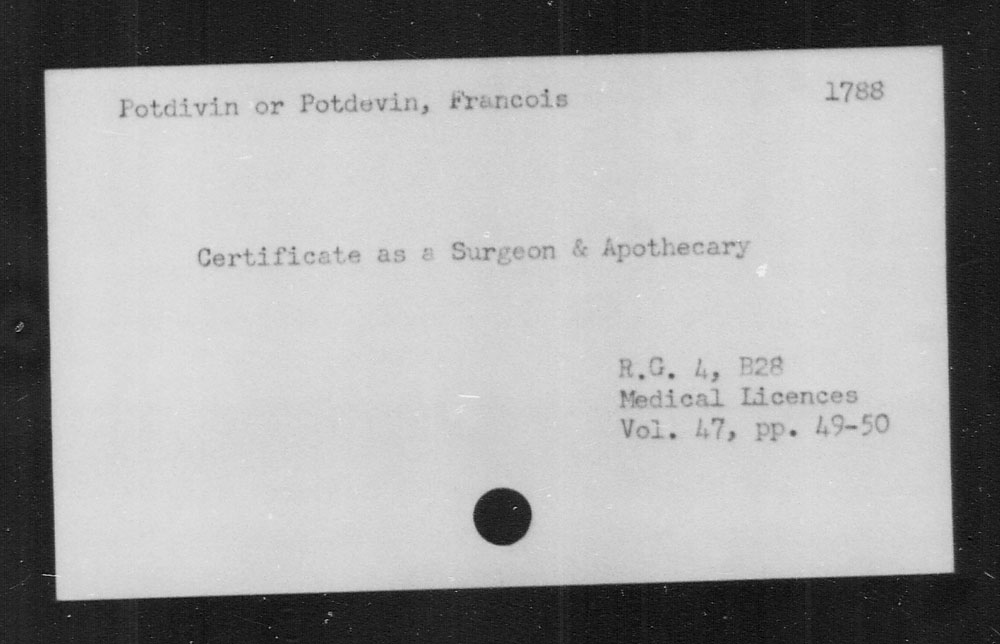 Potdivin or Potdevin, Francois 1788
Certificate as a Surgeon & Apothecary
R.G. 4, B28
Medical Licences
Vol. 47, pp. 49-50